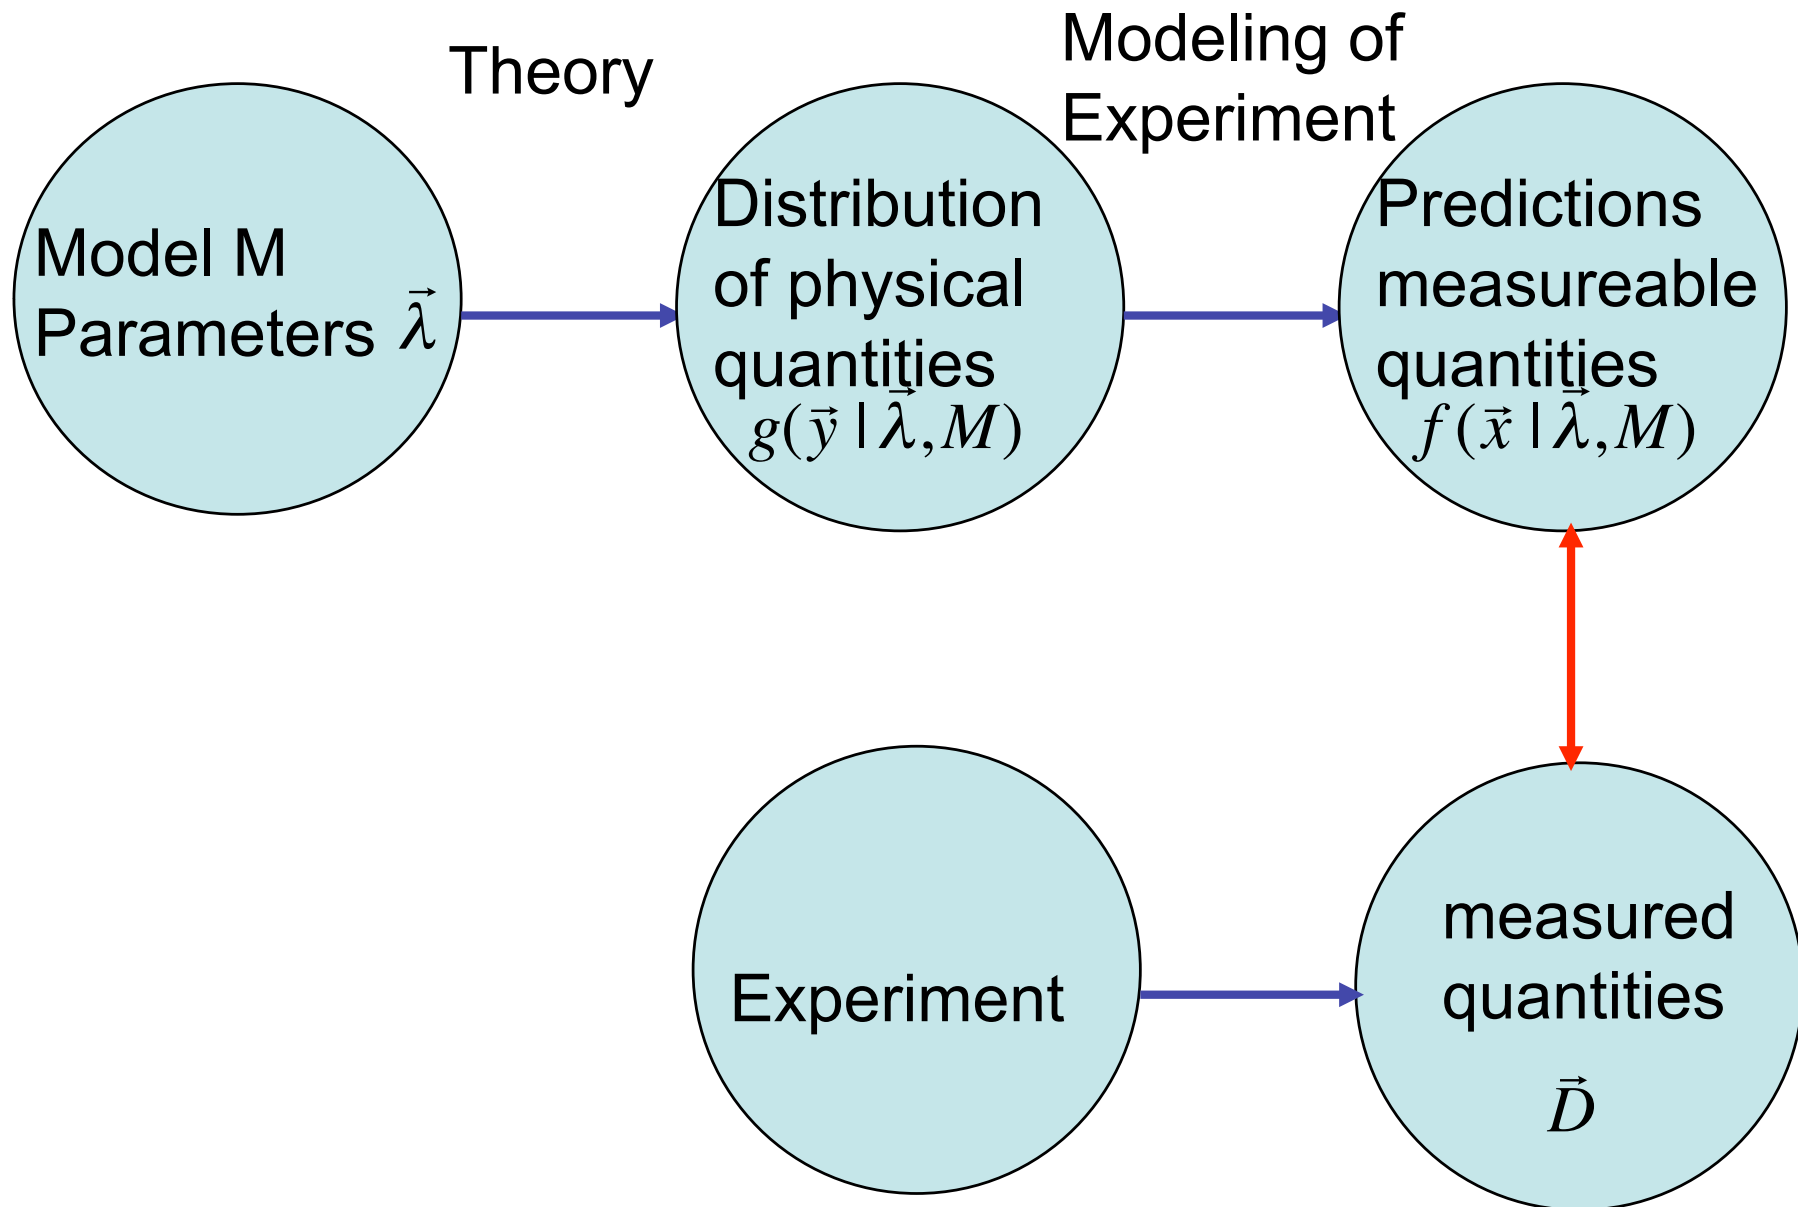 Theory
Modeling of
Experiment
Model M
Parameters $\vec{\lambda}$
Distribution
of physical
quantities
$g(\vec{y} \mid \vec{\lambda}, M)$
Predictions
measureable
quantities
$f(\vec{x} \mid \vec{\lambda}, M)$
Experiment
measured
quantities
$\vec{D}$